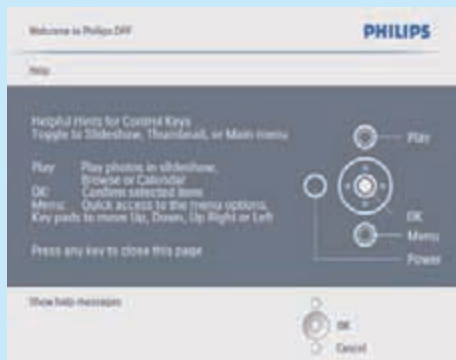 Welcome to Philips DPF
PHILIPS
Help
Helpful Hints for Control Keys
Toggle to Slideshow, Thumbnail, or Main menu
Play: Play photos in slideshow,
Browse or Calendar
OK: Confirm selected item
Menu: Quick access to the menu options,
Key pads to move Up, Down, Up Right or Left
Press any key to close this page
Play
OK
Menu
Power
Show help messages
OK
Cancel